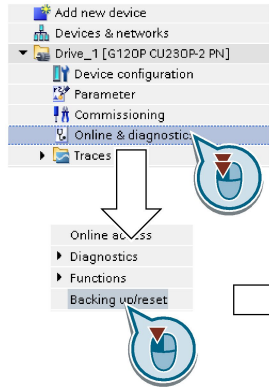 Add new device
Devices & networks
Drive_1 [G120P CU230P-2 PN]
Device configuration
Parameter
Commissioning
Online & diagnostics
Traces
Online access
Diagnostics
Functions
Backing up/reset